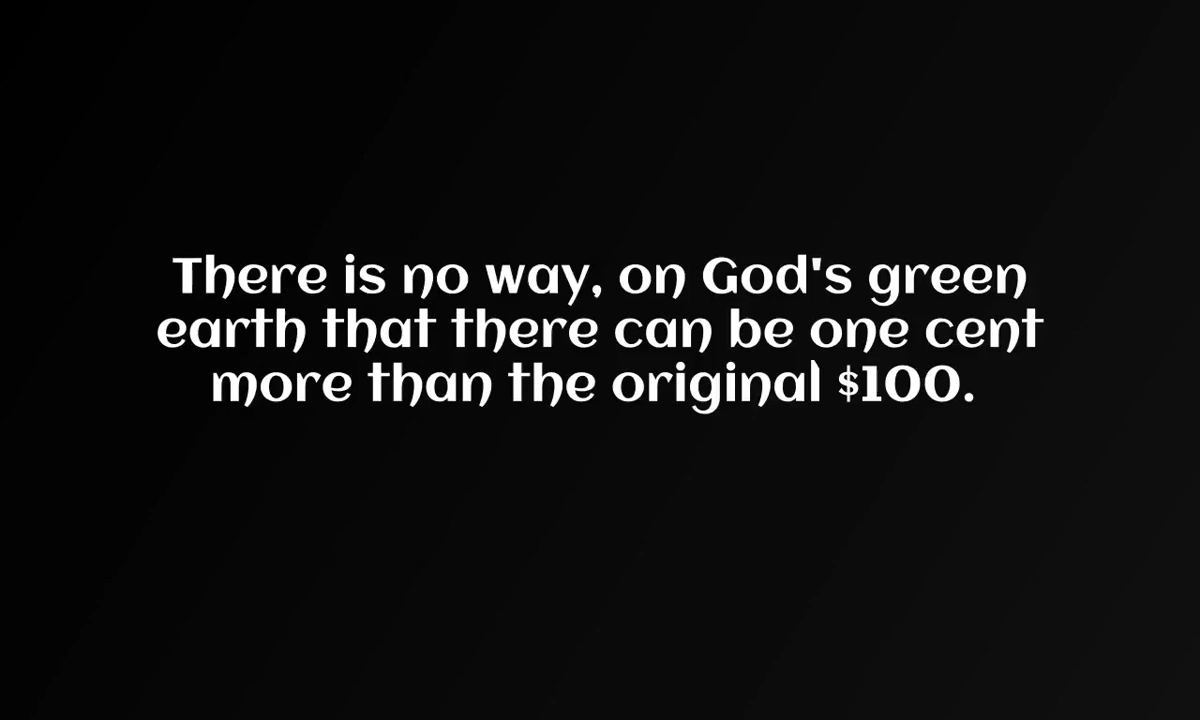 There is no way, on God's green
earth that there can be one cent
more than the original $100.